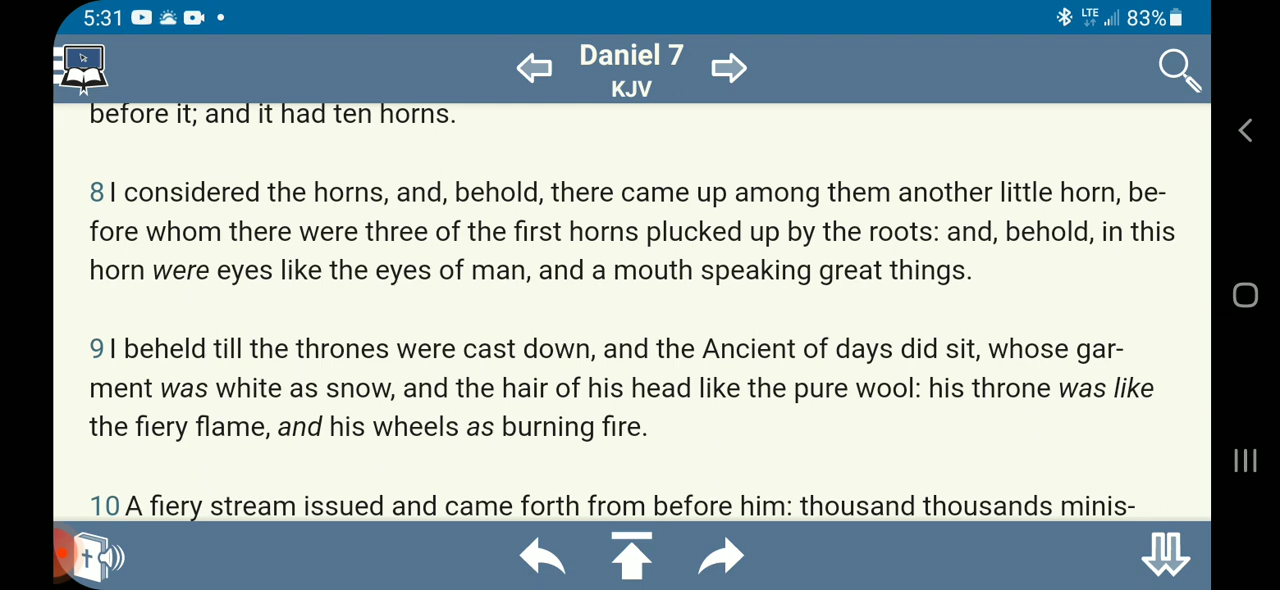 5:31
LTE
83%
Daniel 7
KJV
before it; and it had ten horns.
8 I considered the horns, and, behold, there came up among them another little horn, be-
fore whom there were three of the first horns plucked up by the roots: and, behold, in this
horn were eyes like the eyes of man, and a mouth speaking great things.
9 I beheld till the thrones were cast down, and the Ancient of days did sit, whose gar-
ment was white as snow, and the hair of his head like the pure wool: his throne was like
the fiery flame, and his wheels as burning fire.
10 A fiery stream issued and came forth from before him: thousand thousands minis-